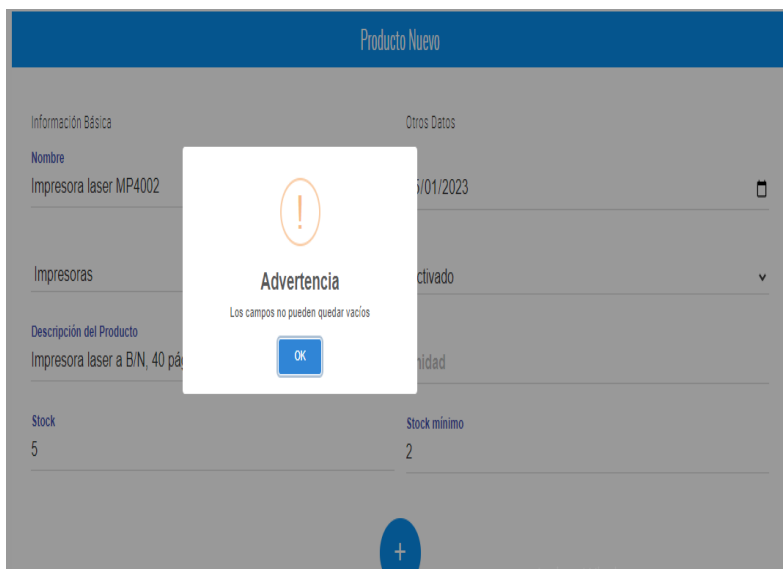 Producto Nuevo
Información Básica
Otros Datos
Nombre
Impresora laser MP4002
/01/2023
Impresoras
ctivado
Advertencia
Los campos no pueden quedar vacíos
OK
Descripción del Producto
Impresora laser a B/N, 40 pág
nidad
Stock
5
Stock mínimo
2
+